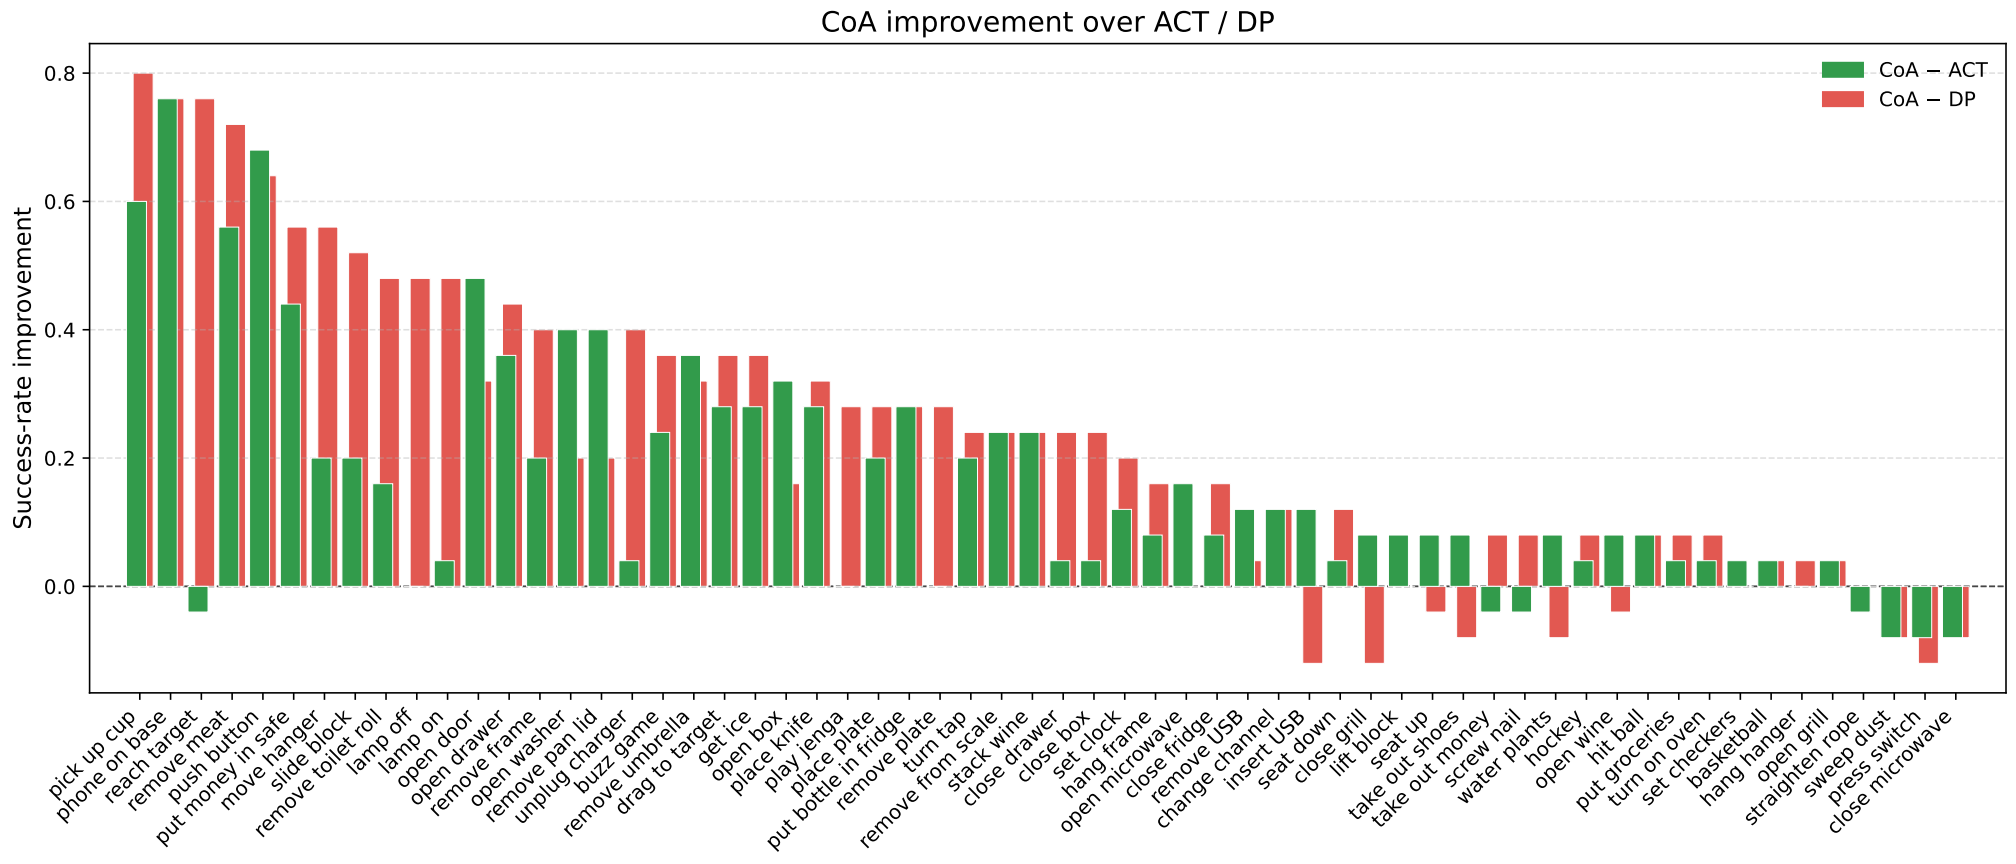 CoA improvement over ACT / DP
CoA − ACT
CoA − DP
Success-rate improvement
0.8
0.6
0.4
0.2
0.0
pick up cup
phone on base
reach target
remove meat
push button
put money in safe
move hanger
slide block
remove toilet roll
lamp off
lamp on
open door
open drawer
remove frame
open washer
remove pan lid
unplug charger
buzz game
remove umbrella
drag to target
get ice
open box
place knife
play jenga
place plate
put bottle in fridge
remove plate
turn tap
remove from scale
stack wine
close drawer
close box
set clock
hang frame
open microwave
close fridge
remove USB
change channel
insert USB
seat down
close grill
lift block
seat up
take out shoes
take out money
screw nail
water plants
hockey
open wine
hit ball
put groceries
turn on oven
set checkers
basketball
hang hanger
open grill
straighten rope
sweep dust
press switch
close microwave